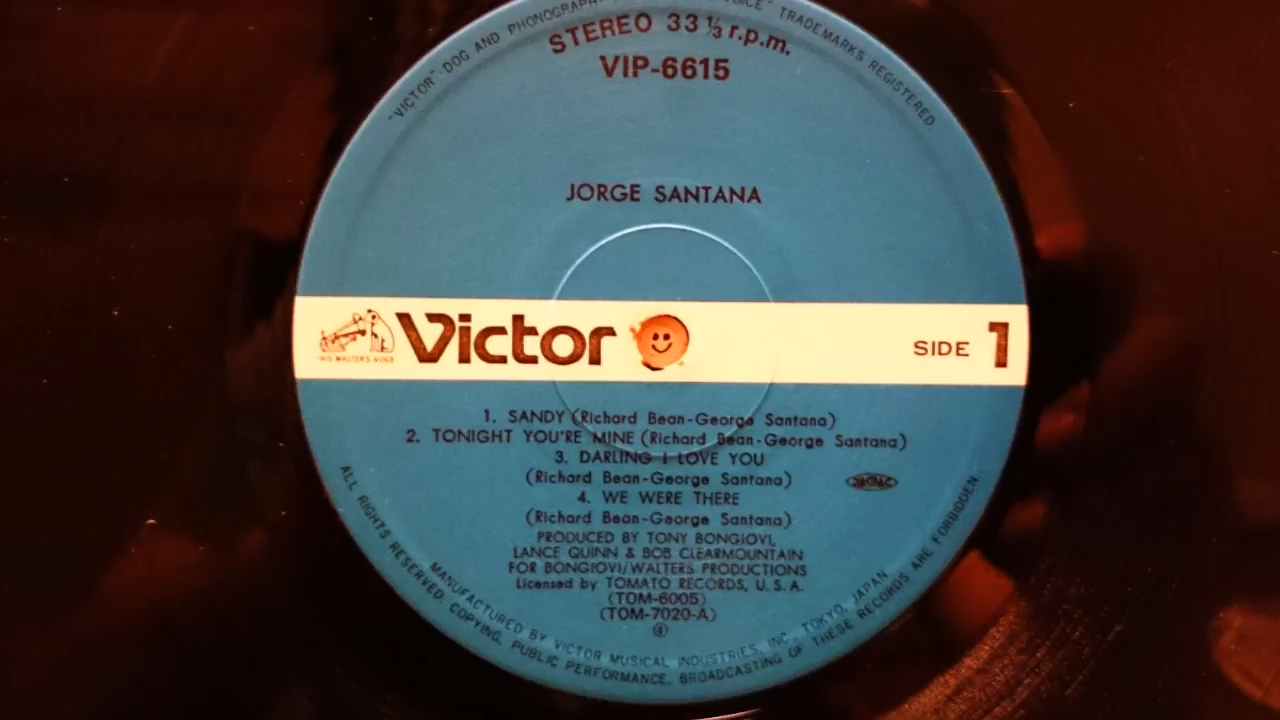 "VICTOR" DOG AND PHONOGRAPH VOICE" TRADEMARKS REGISTERED.
STEREO 33 1/3 r.p.m.
VIP-6615
JORGE SANTANA
"HIS MASTER'S VOICE"
Victor
SIDE 1
1. SANDY (Richard Bean-George Santana)
2. TONIGHT YOU'RE MINE (Richard Bean-George Santana)
3. DARLING I LOVE YOU
(Richard Bean-George Santana)
4. WE WERE THERE
(Richard Bean-George Santana)
PRODUCED BY TONY BONGIOVI,
LANCE QUINN & BOB CLEARMOUNTAIN
FOR BONGIOVI/WALTERS PRODUCTIONS
Licensed by TOMATO RECORDS, U.S.A.
(TOM-6005)
(TOM-7020-A)
④
MANUFACTURED BY VICTOR MUSICAL INDUSTRIES, INC., TOKYO, JAPAN
ALL RIGHTS RESERVED. COPYING, PUBLIC PERFORMANCE, BROADCASTING OF THESE RECORDS ARE FORBIDDEN.